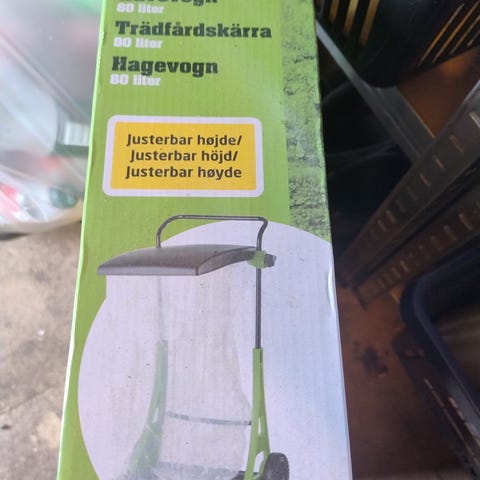 80 liter
Trädfårdskärra
80 liter
Hagevogn
80 liter
Justerbar højde/
Justerbar höjd/
Justerbar høyde